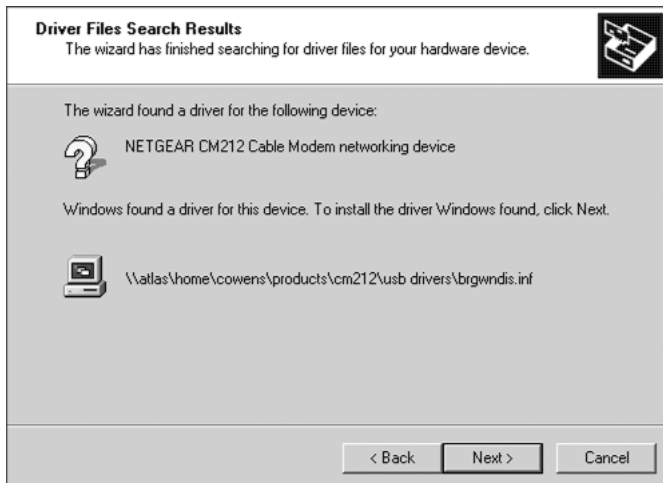 Driver Files Search Results
The wizard has finished searching for driver files for your hardware device.
The wizard found a driver for the following device:
NETGEAR CM212 Cable Modem networking device
Windows found a driver for this device. To install the driver Windows found, click Next.
\\atlas\home\cowens\products\cm212\usb drivers\brgwndis.inf
< Back
Next >
Cancel